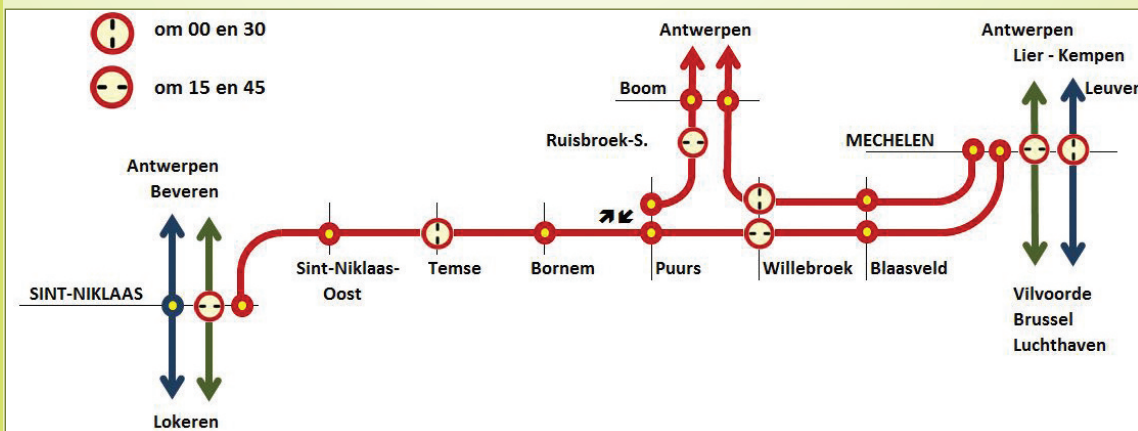 om 00 en 30
om 15 en 45
Antwerpen
Boom
Ruisbroek-S.
Antwerpen
Lier - Kempen
Leuven
MECHELEN
Antwerpen
Beveren
SINT-NIKLAAS
Lokeren
Sint-Niklaas-
Oost
Temse
Bornem
Puurs
Willebroek
Blaasveld
Vilvoorde
Brussel
Luchthaven